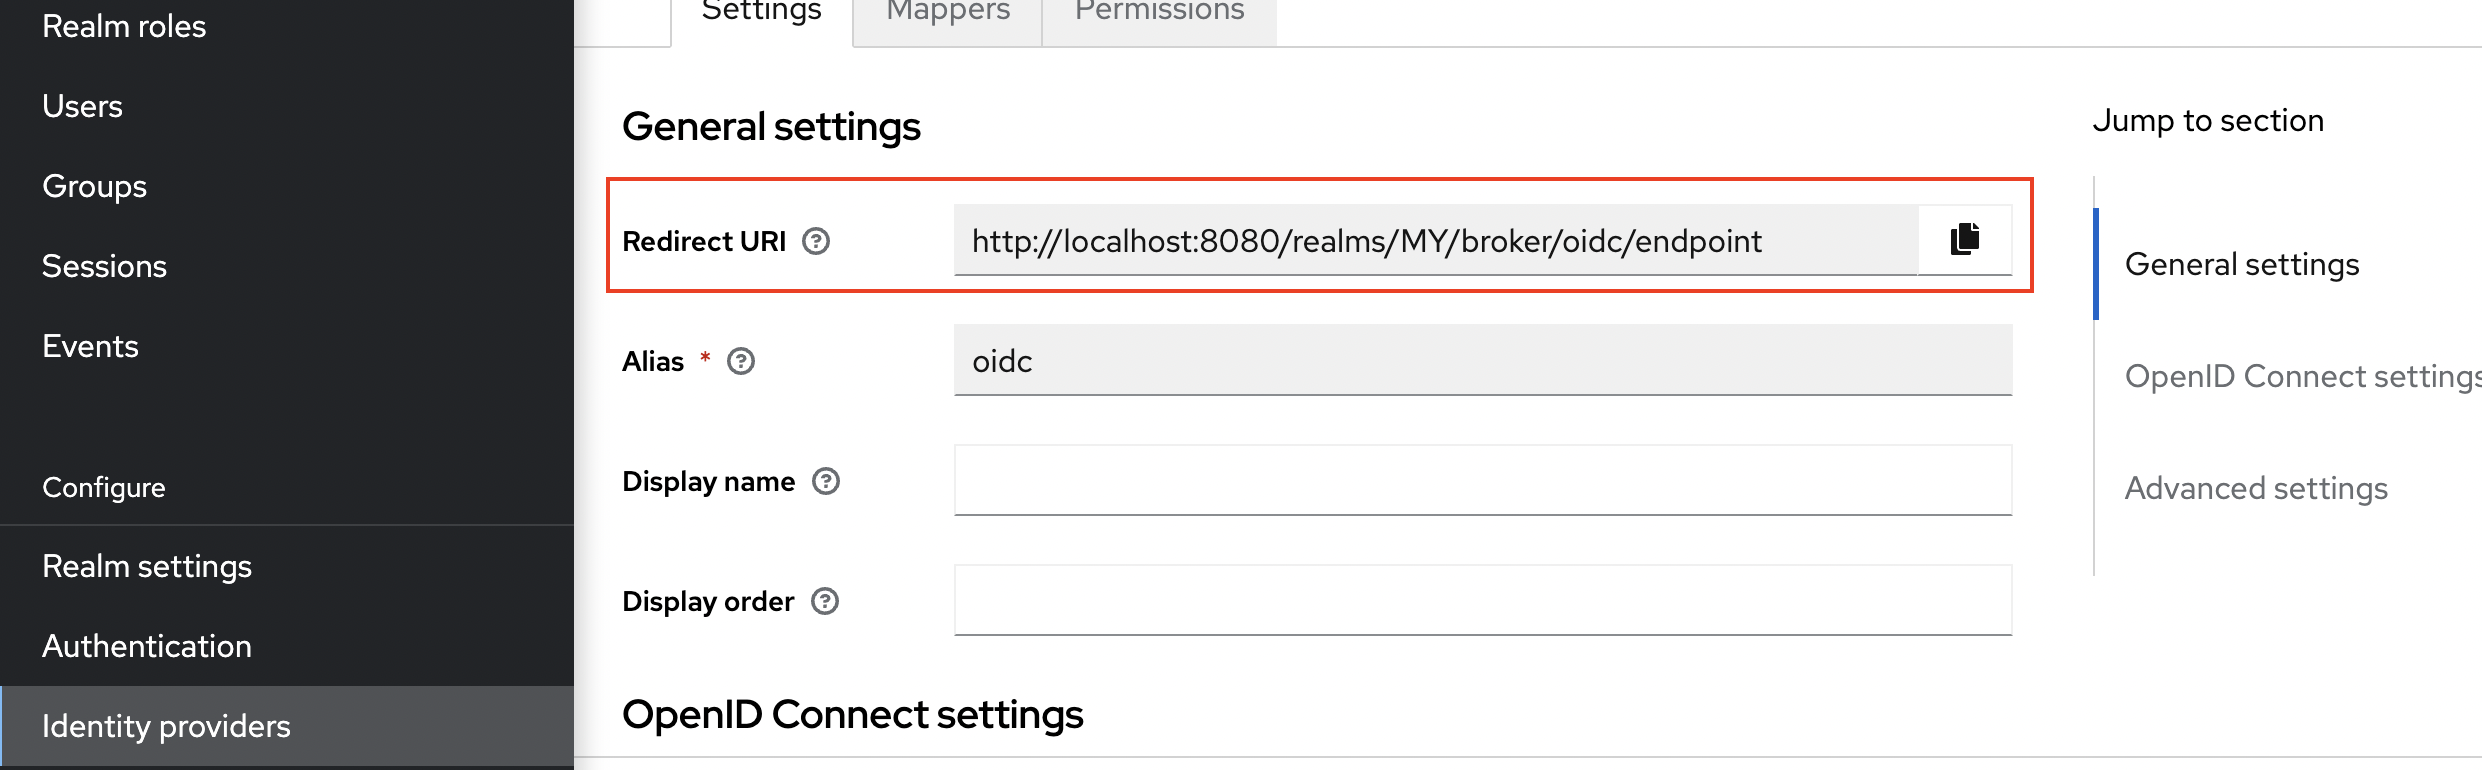 Realm roles
Users
Groups
Sessions
Events
Configure
Realm settings
Authentication
Identity providers
Settings Mappers Permissions
General settings
Redirect URI http://localhost:8080/realms/MY/broker/oidc/endpoint
Alias * oidc
Display name
Display order
OpenID Connect settings
Jump to section
General settings
OpenID Connect settings
Advanced settings